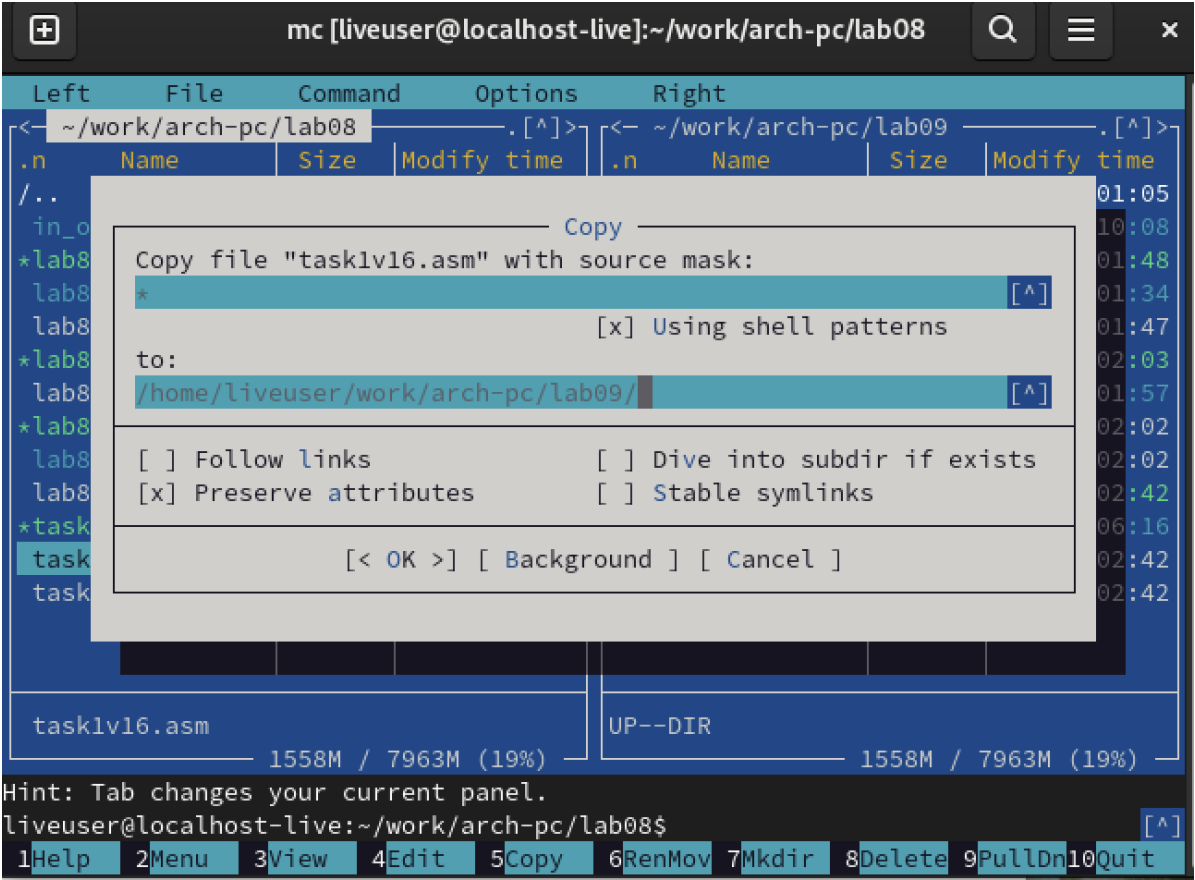 mc [liveuser@localhost-live]:~/work/arch-pc/lab08
Left File Command Options Right
<─ ~/work/arch-pc/lab08 .[^]> <─ ~/work/arch-pc/lab09 .[^]>
.n Name Size Modify time .n Name Size Modify time
/.. 01:05
in_o Copy 10:08
*lab8 Copy file "task1v16.asm" with source mask: 01:48
lab8 * [^] 01:34
lab8 [x] Using shell patterns 01:47
*lab8 to: 02:03
lab8 /home/liveuser/work/arch-pc/lab09/ [^] 01:57
*lab8 02:02
lab8 [ ] Follow links [ ] Dive into subdir if exists 02:02
lab8 [x] Preserve attributes [ ] Stable symlinks 02:42
*task 06:16
task [< OK >] [ Background ] [ Cancel ] 02:42
task 02:42
task1v16.asm UP--DIR
1558M / 7963M (19%) 1558M / 7963M (19%)
Hint: Tab changes your current panel.
liveuser@localhost-live:~/work/arch-pc/lab08$ [^]
1Help 2Menu 3View 4Edit 5Copy 6RenMov 7Mkdir 8Delete 9PullDn 10Quit